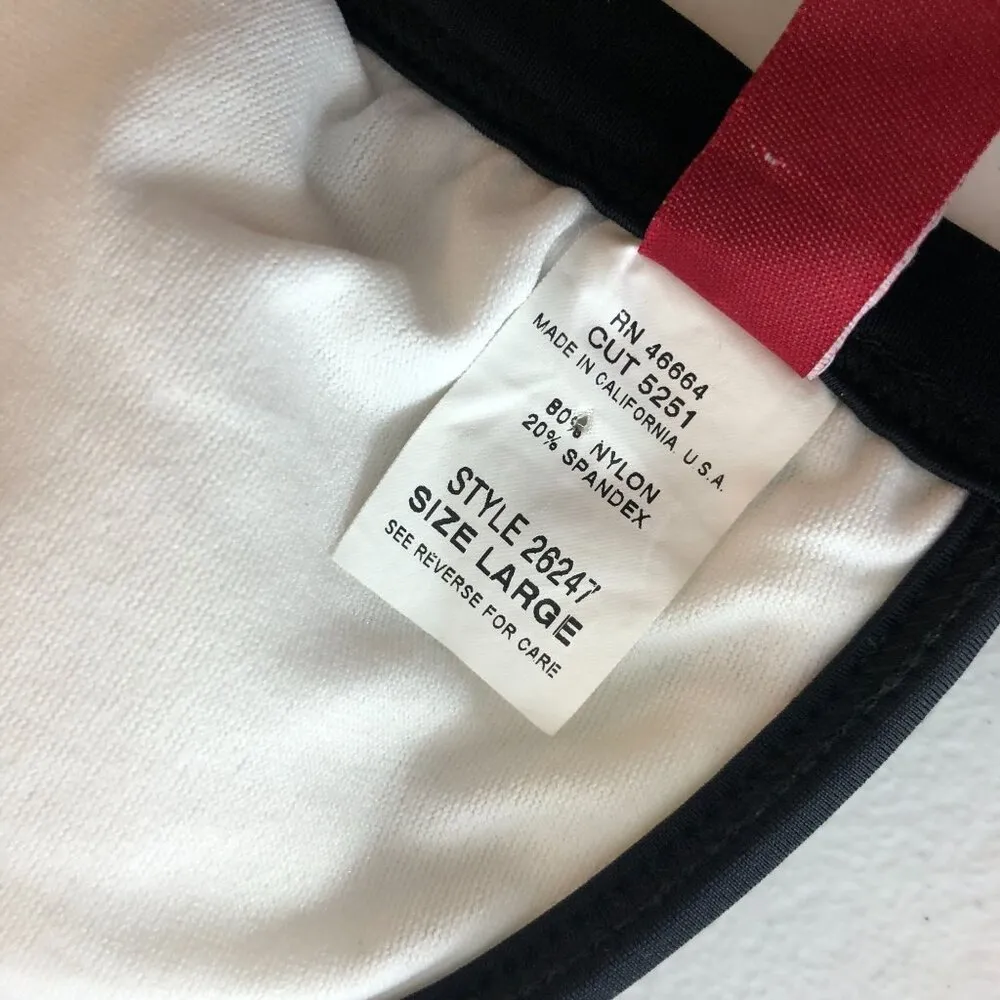 RN 46664
CUT 5251
MADE IN CALIFORNIA U.S.A.
80% NYLON
20% SPANDEX
STYLE 26247
SIZE LARGE
SEE REVERSE FOR CARE